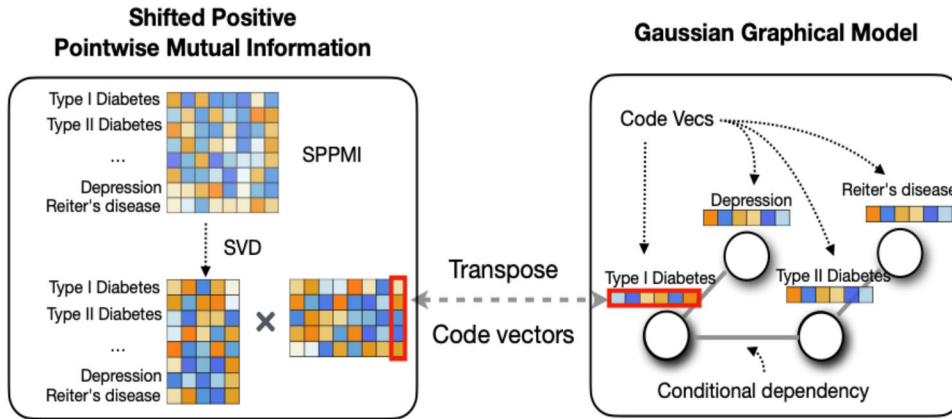 Shifted Positive
Pointwise Mutual Information
Type I Diabetes
Type II Diabetes
...
Depression
Reiter's disease
SPPMI
SVD
Type I Diabetes
Type II Diabetes
...
Depression
Reiter's disease
×
Transpose
Code vectors
Gaussian Graphical Model
Code Vecs
Depression
Reiter's disease
Type I Diabetes
Type II Diabetes
Conditional dependency